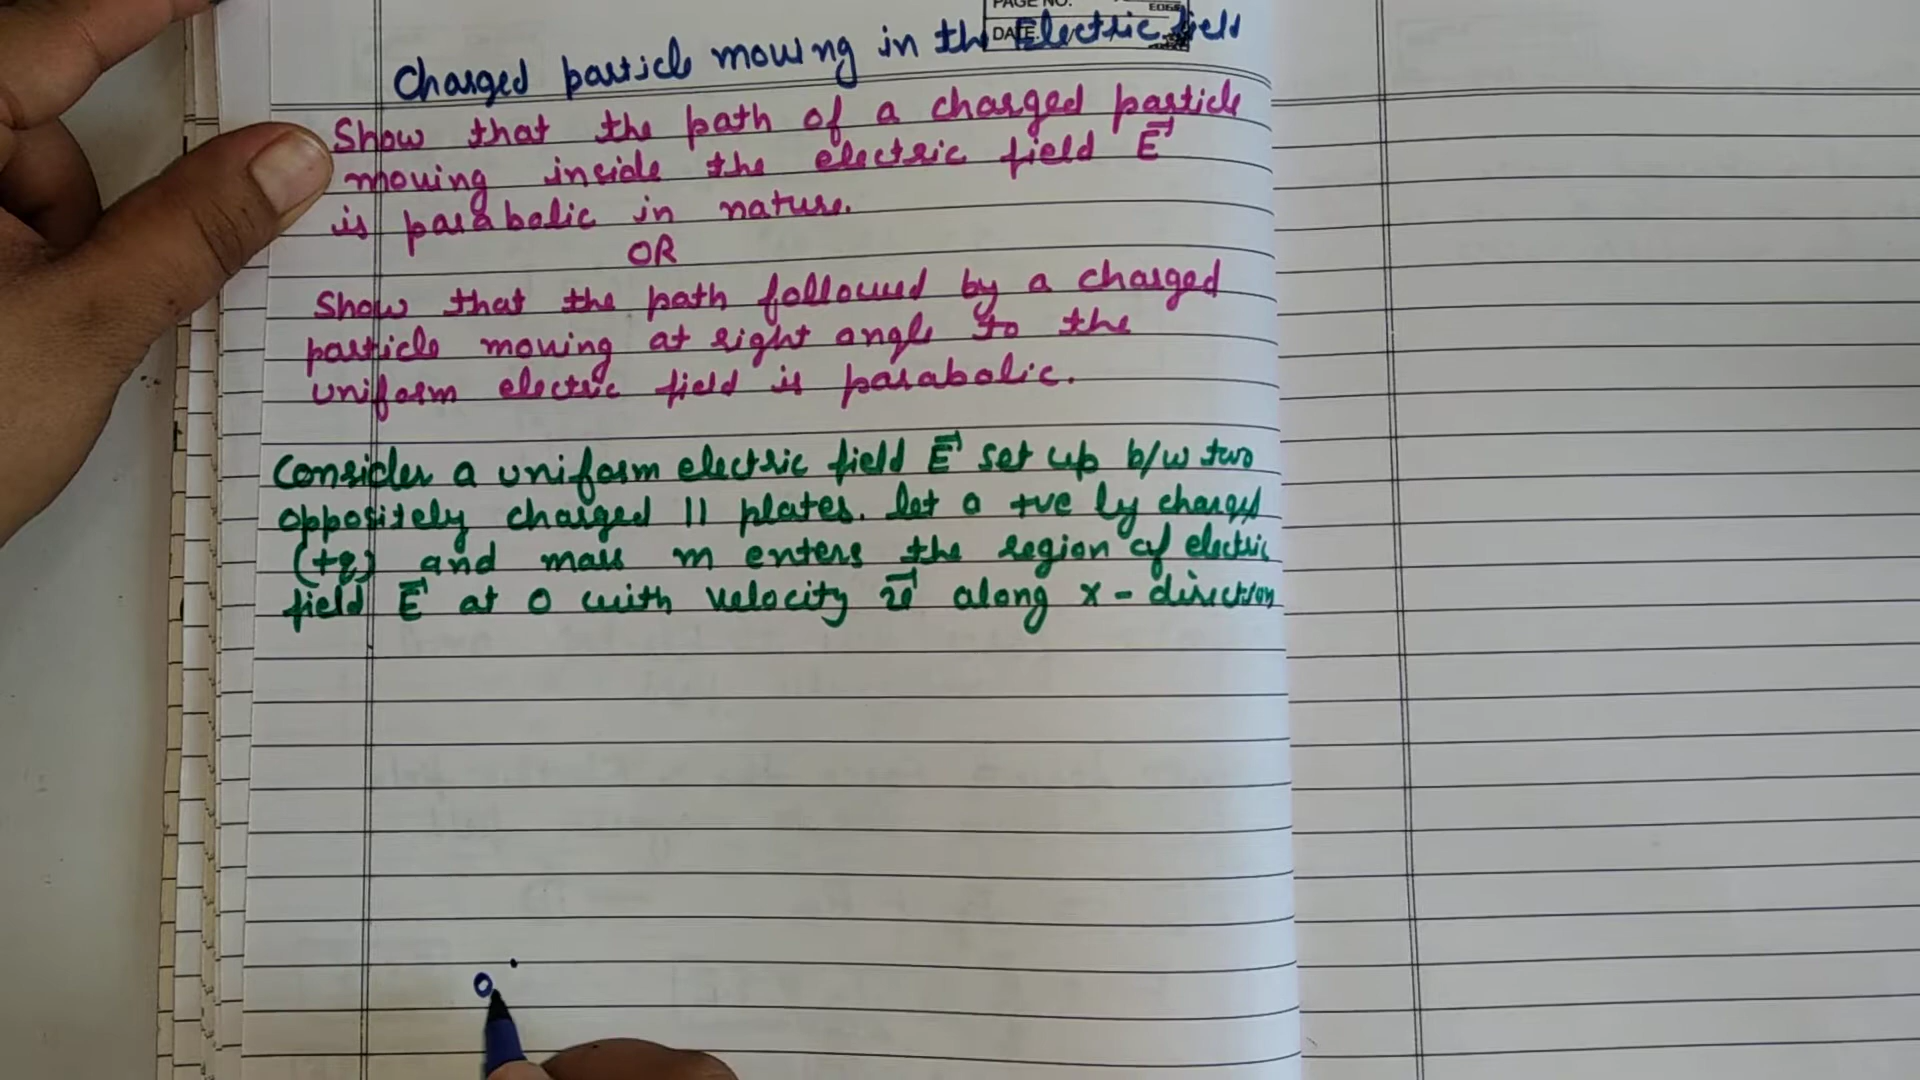 PAGE NO.
DATE
Charged particle moving in the Electric field
Show that the path of a charged particle
moving inside the electric field E⃗
is parabolic in nature.
OR
Show that the path followed by a charged
particle moving at right angle to the
uniform electric field is parabolic.
Consider a uniform electric field E⃗ set up b/w two
oppositely charged || plates. let a +ve ly charged
(+q) and mass m enters the region of electric
field E⃗ at O with velocity v⃗ along x - direction
O